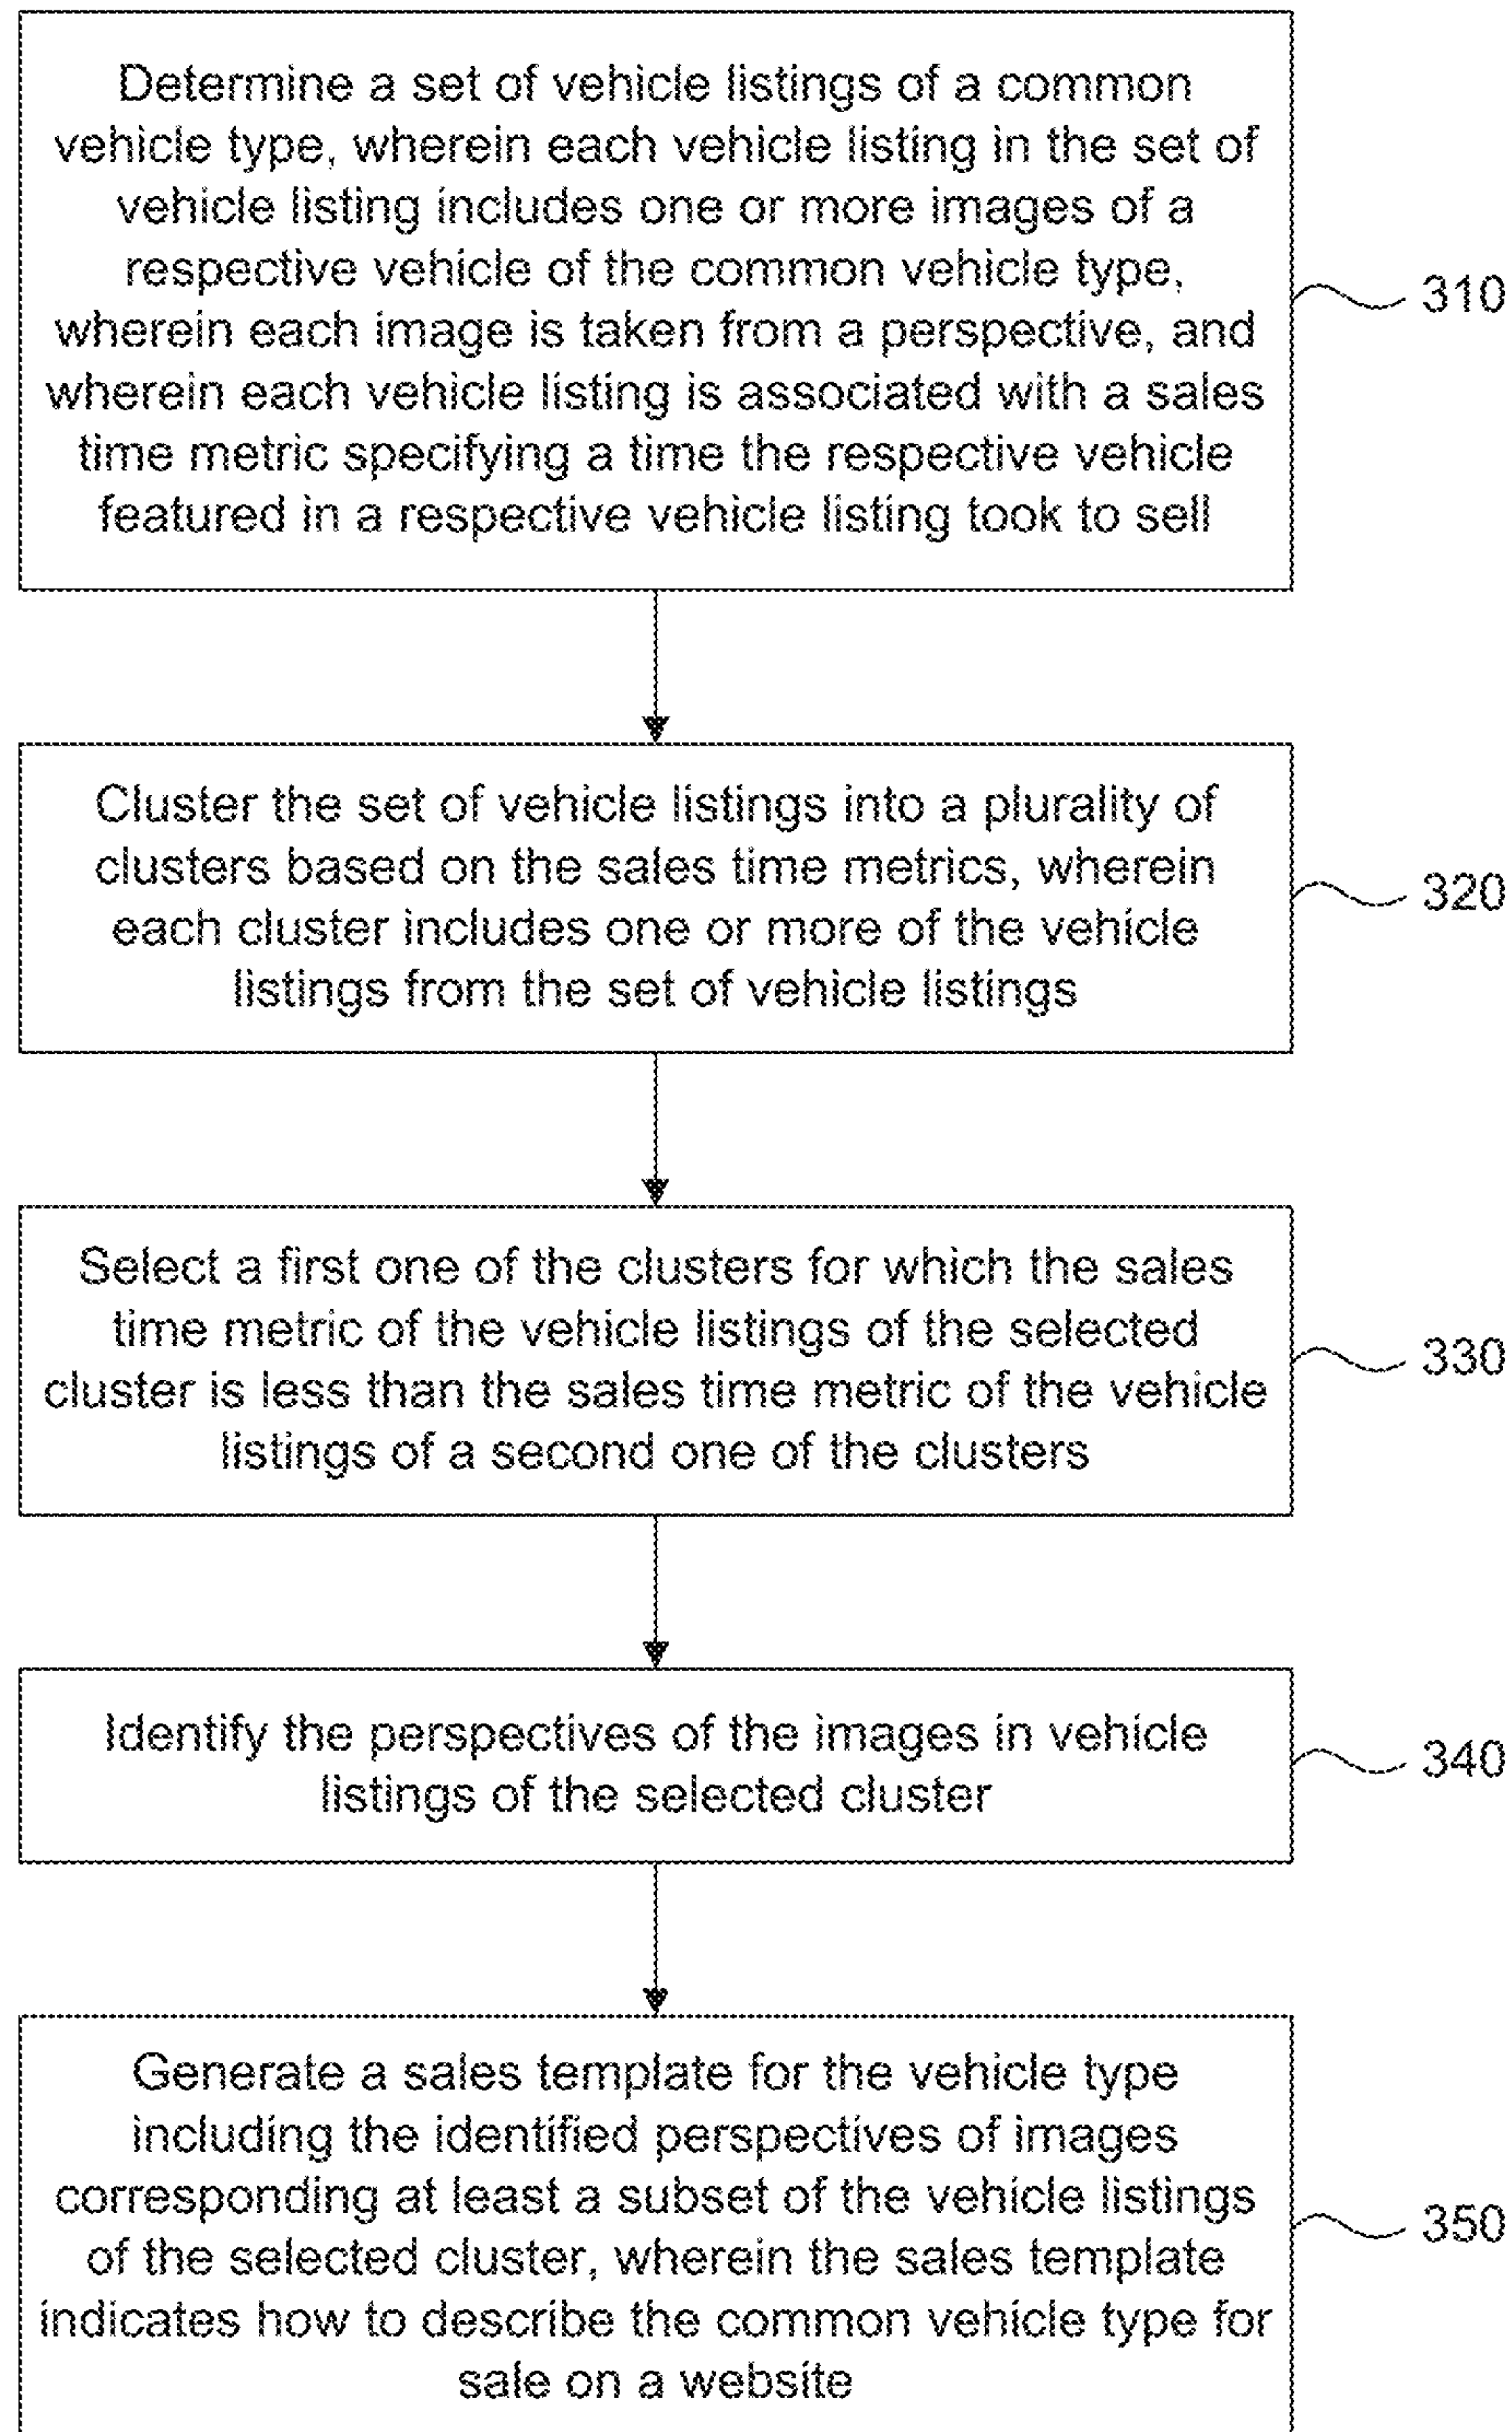 Determine a set of vehicle listings of a common
vehicle type, wherein each vehicle listing in the set of
vehicle listing includes one or more images of a
respective vehicle of the common vehicle type,
wherein each image is taken from a perspective, and
wherein each vehicle listing is associated with a sales
time metric specifying a time the respective vehicle
featured in a respective vehicle listing took to sell
310
Cluster the set of vehicle listings into a plurality of
clusters based on the sales time metrics, wherein
each cluster includes one or more of the vehicle
listings from the set of vehicle listings
320
Select a first one of the clusters for which the sales
time metric of the vehicle listings of the selected
cluster is less than the sales time metric of the vehicle
listings of a second one of the clusters
330
Identify the perspectives of the images in vehicle
listings of the selected cluster
340
Generate a sales template for the vehicle type
including the identified perspectives of images
corresponding at least a subset of the vehicle listings
of the selected cluster, wherein the sales template
indicates how to describe the common vehicle type for
sale on a website
350